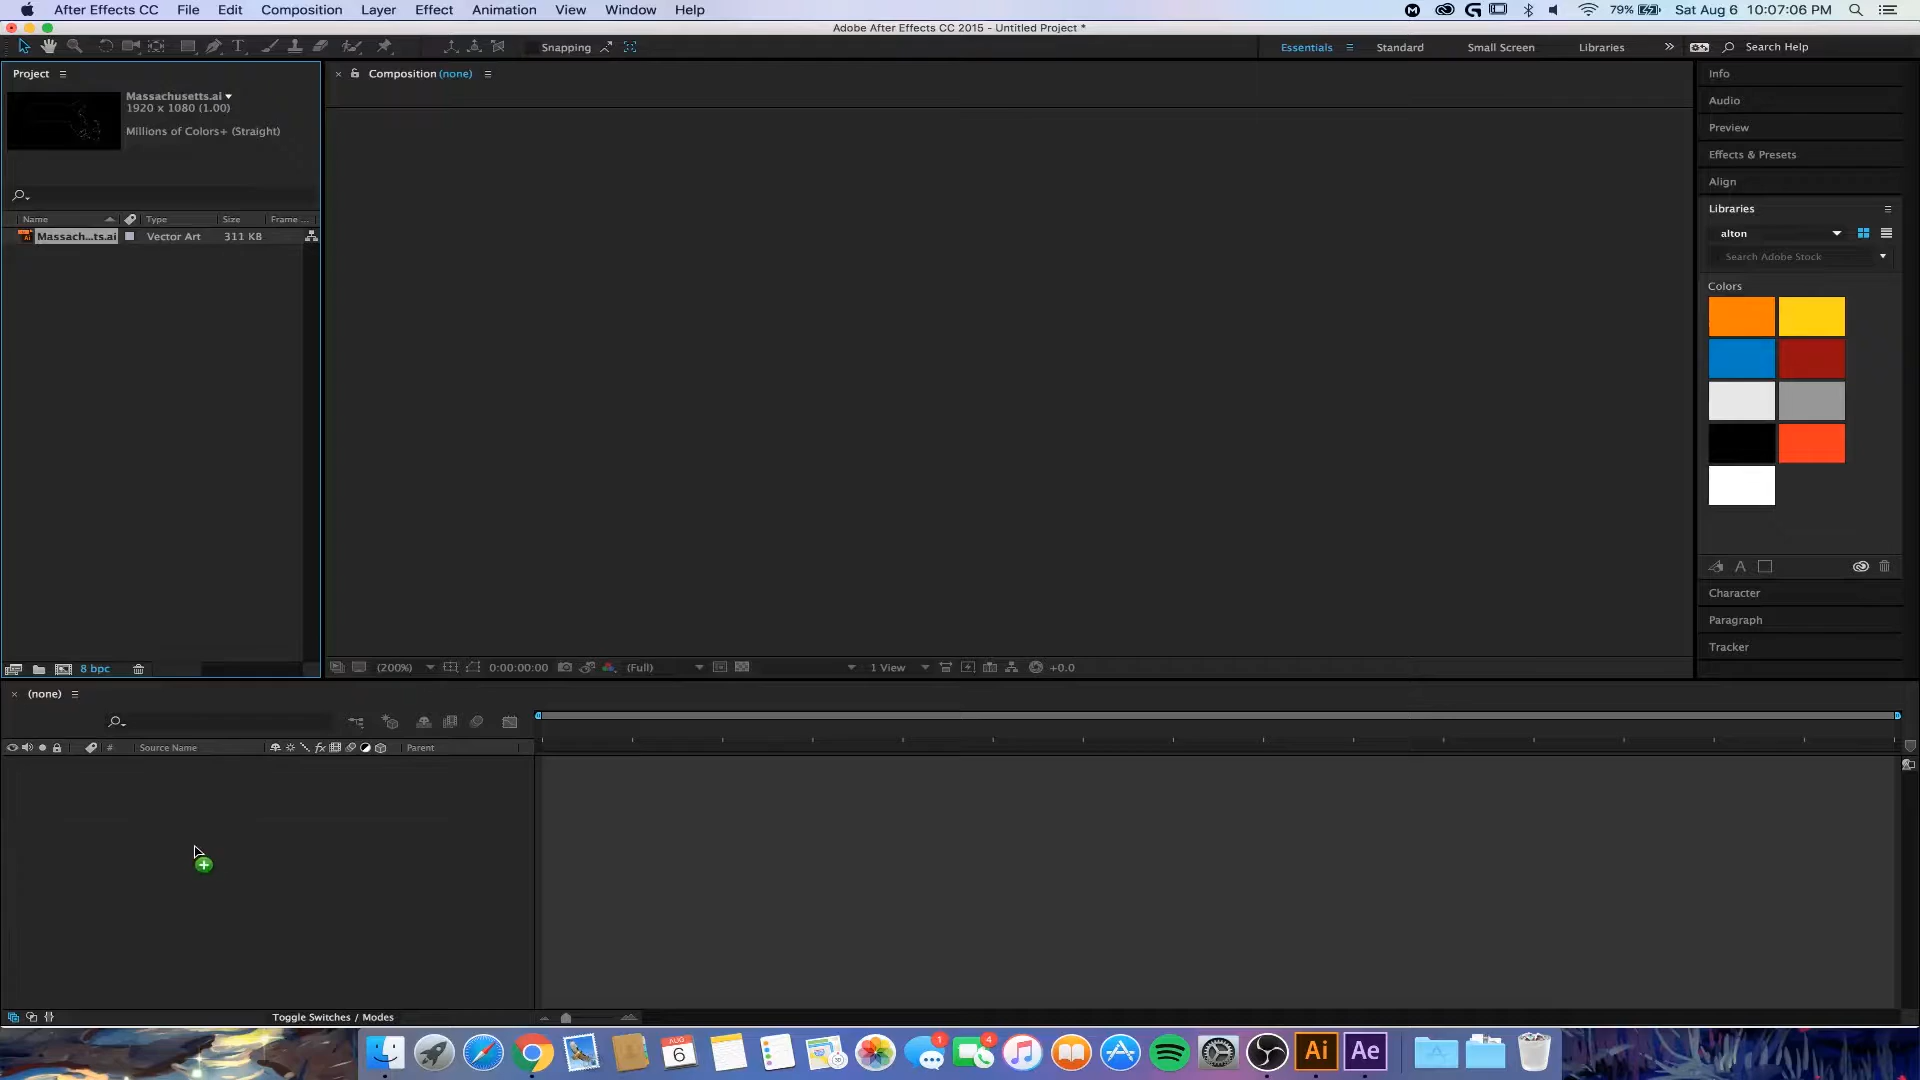 After Effects CC File Edit Composition Layer Effect Animation View Window Help 79% Sat Aug 6 10:07:06 PM
Adobe After Effects CC 2015 - Untitled Project *
Snapping Essentials Standard Small Screen Libraries Search Help
Project
Composition (none)
Massachusetts.ai
1920 x 1080 (1.00)
Millions of Colors+ (Straight)
Name Type Size Frame ...
Massach...ts.ai Vector Art 311 KB
Info
Audio
Preview
Effects & Presets
Align
Libraries
alton
Search Adobe Stock
Colors
Character
Paragraph
Tracker
8 bpc
(200%) 0:00:00:00 (Full) 1 View +0.0
(none)
# Source Name fx Parent
Toggle Switches / Modes
AUG
6
1
4
Ai
Ae